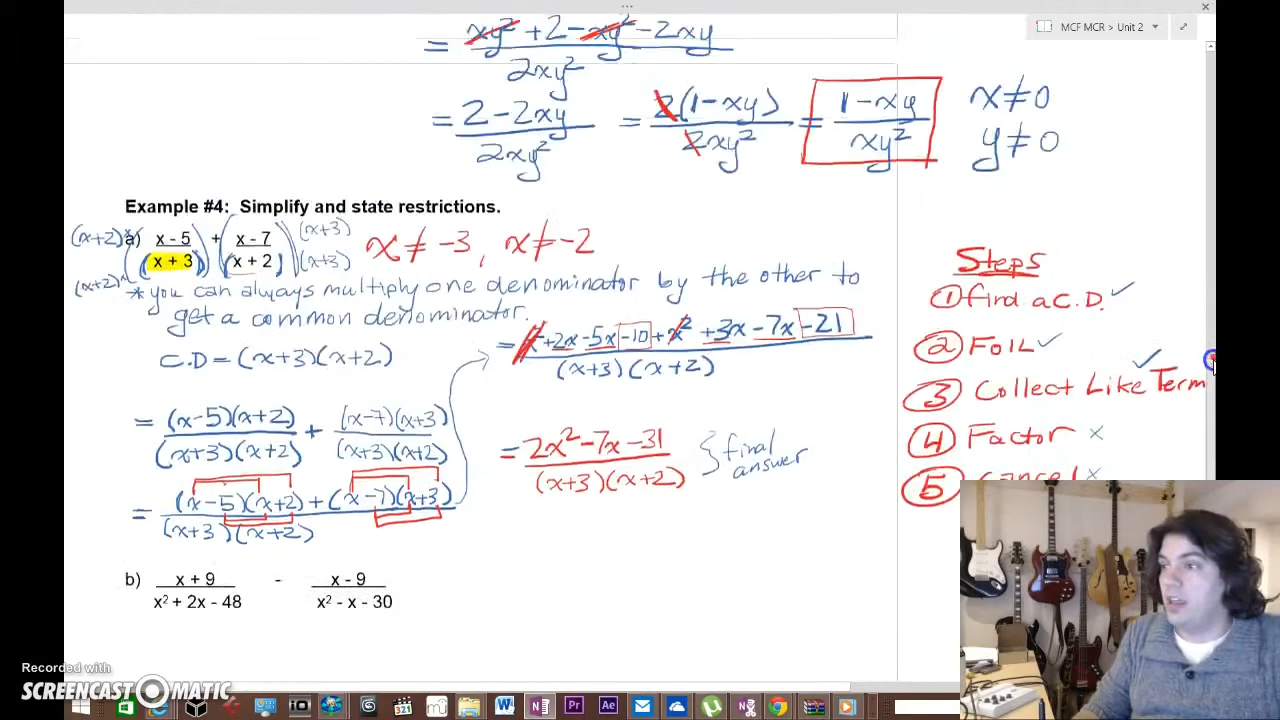 MCF MCR > Unit 2
= xy² + 2 - xy² - 2xy
2xy²
= 2 - 2xy = 2(1 - xy) = 1 - xy x ≠ 0
2xy² 2xy² xy² y ≠ 0
Example #4: Simplify and state restrictions.
(x+2) a) x - 5 + x - 7 (x+3) x ≠ -3, x ≠ -2
(x+2) x + 3 x + 2 (x+3)
*you can always multiply one denominator by the other to
get a common denominator.
C.D = (x+3)(x+2)
= x² +2x -5x -10 + x² +3x -7x -21
(x+3)(x+2)
= (x-5)(x+2) + (x-7)(x+3)
(x+3)(x+2) (x+3)(x+2)
= 2x² -7x -31 } final
(x+3)(x+2) answer
= (x-5)(x+2) + (x-7)(x+3)
(x+3)(x+2)
Steps
① find a C.D. ✓
② FOIL ✓
③ Collect Like Term ✓
④ Factor ×
⑤ Cancel ×
b) x + 9 - x - 9
x² + 2x - 48 x² - x - 30
Recorded with
SCREENCAST O MATIC